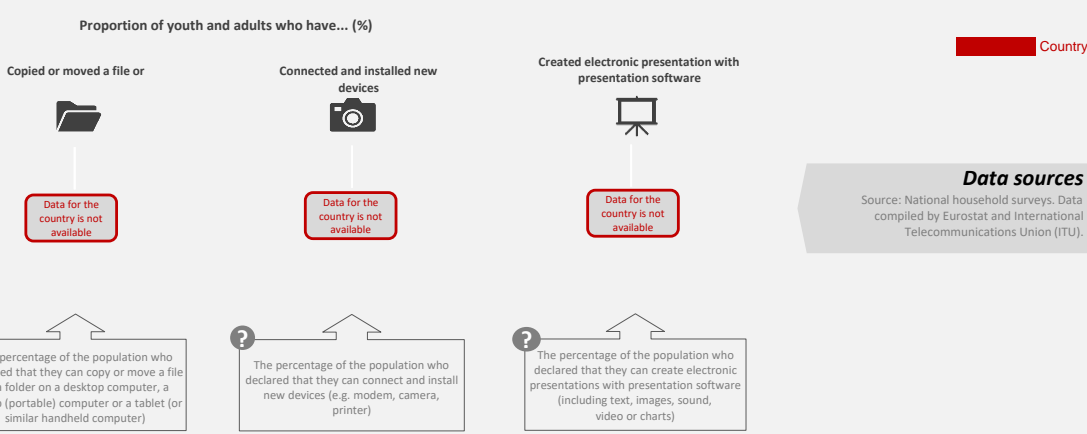 Proportion of youth and adults who have... (%)
Country
Copied or moved a file or
Connected and installed new
devices
Created electronic presentation with
presentation software
Data for the
country is not
available
Data for the
country is not
available
Data for the
country is not
available
Data sources
Source: National household surveys. Data
compiled by Eurostat and International
Telecommunications Union (ITU).
percentage of the population who
ed that they can copy or move a file
folder on a desktop computer, a
(portable) computer or a tablet (or
similar handheld computer)
?
The percentage of the population who
declared that they can connect and install
new devices (e.g. modem, camera,
printer)
?
The percentage of the population who
declared that they can create electronic
presentations with presentation software
(including text, images, sound,
video or charts)